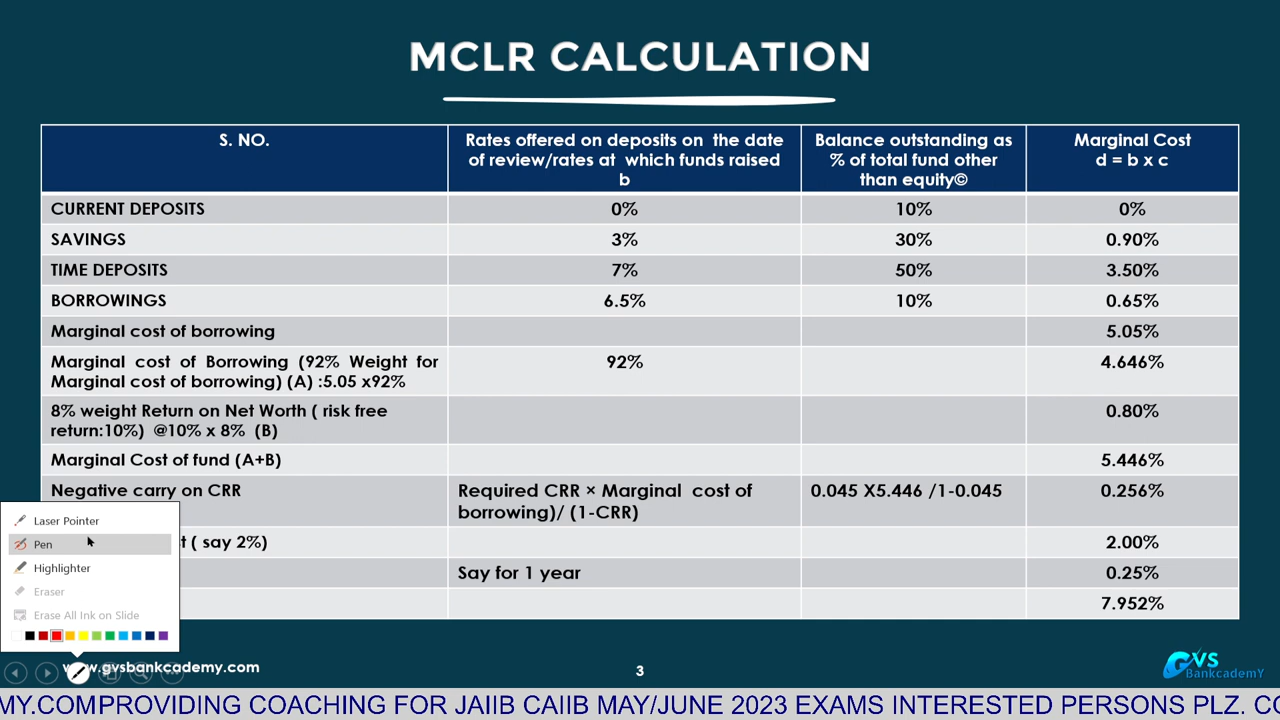 MCLR CALCULATION
S. NO.
Rates offered on deposits on the date
of review/rates at which funds raised
b
Balance outstanding as
% of total fund other
than equity©
Marginal Cost
d = b x c
CURRENT DEPOSITS 0% 10% 0%
SAVINGS 3% 30% 0.90%
TIME DEPOSITS 7% 50% 3.50%
BORROWINGS 6.5% 10% 0.65%
Marginal cost of borrowing 5.05%
Marginal cost of Borrowing (92% Weight for
Marginal cost of borrowing) (A) :5.05 x92%
92% 4.646%
8% weight Return on Net Worth ( risk free
return:10%) @10% x 8% (B)
0.80%
Marginal Cost of fund (A+B) 5.446%
Negative carry on CRR
Required CRR × Marginal cost of
borrowing)/ (1-CRR)
0.045 X5.446 /1-0.045 0.256%
t ( say 2%) 2.00%
Say for 1 year 0.25%
7.952%
Laser Pointer
Pen
Highlighter
Eraser
Erase All Ink on Slide
www.gvsbankcademy.com
3
GVS
BankcademY
MY.COMPROVIDING COACHING FOR JAIIB CAIIB MAY/JUNE 2023 EXAMS INTERESTED PERSONS PLZ. CO